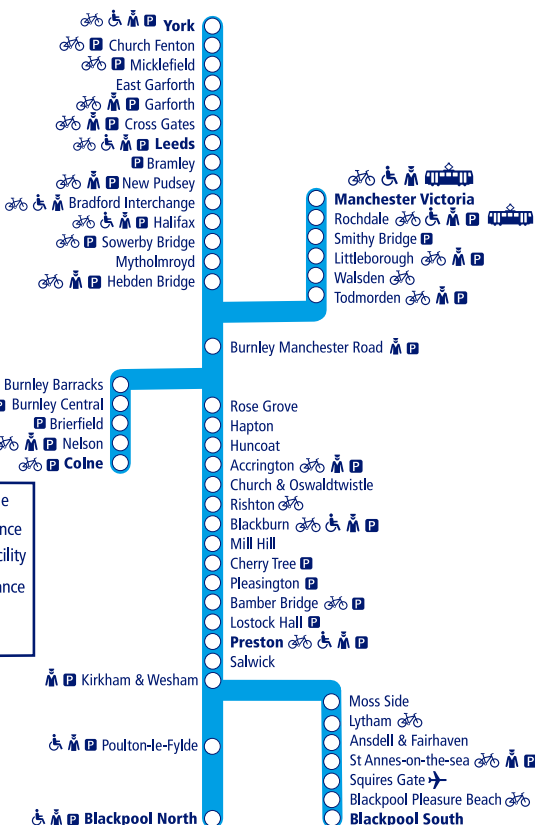 York
P Church Fenton
P Micklefield
East Garforth
P Garforth
P Cross Gates
P Leeds
P Bramley
P New Pudsey
Bradford Interchange
P Halifax
P Sowerby Bridge
Mytholmroyd
P Hebden Bridge
Manchester Victoria
Rochdale P
Smithy Bridge P
Littleborough P
Walsden
Todmorden P
Burnley Manchester Road P
Burnley Barracks
P Burnley Central
P Brierfield
P Nelson
P Colne
Rose Grove
Hapton
Huncoat
Accrington P
Church & Oswaldtwistle
Rishton
Blackburn P
Mill Hill
Cherry Tree P
Pleasington P
Bamber Bridge P
Lostock Hall P
Preston P
Salwick
P Kirkham & Wesham
P Poulton-le-Fylde
P Blackpool North
Moss Side
Lytham
Ansdell & Fairhaven
St Annes-on-the-sea P
Squires Gate
Blackpool Pleasure Beach
Blackpool South